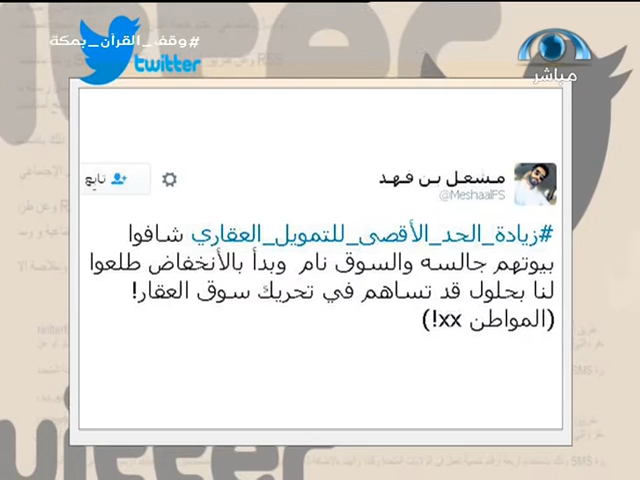 #وقف_القرآن_بمكة
twitter
مباشر
مشعل بن فهد
@MeshaalFS
تابع
#زيادة_الحد_الأقصى_للتمويل_العقاري شافوا
بيوتهم جالسه والسوق نام وبدأ بالأنخفاض طلعوا
لنا بحلول قد تساهم في تحريك سوق العقار!
(المواطن xx!)